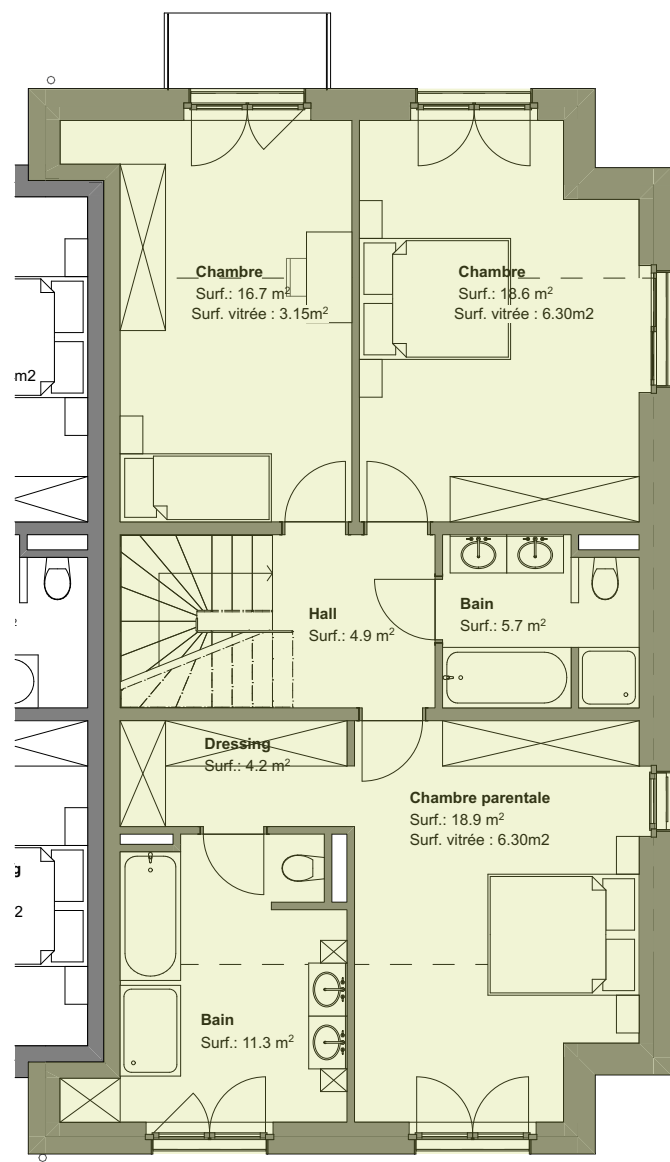 Chambre
Surf.: 16.7 m²
Surf. vitrée : 3.15m²
Chambre
Surf.: 18.6 m²
Surf. vitrée : 6.30m2
m2
Hall
Surf.: 4.9 m²
Bain
Surf.: 5.7 m²
2
Dressing
Surf.: 4.2 m²
Chambre parentale
Surf.: 18.9 m²
Surf. vitrée : 6.30m2
g
2
Bain
Surf.: 11.3 m²